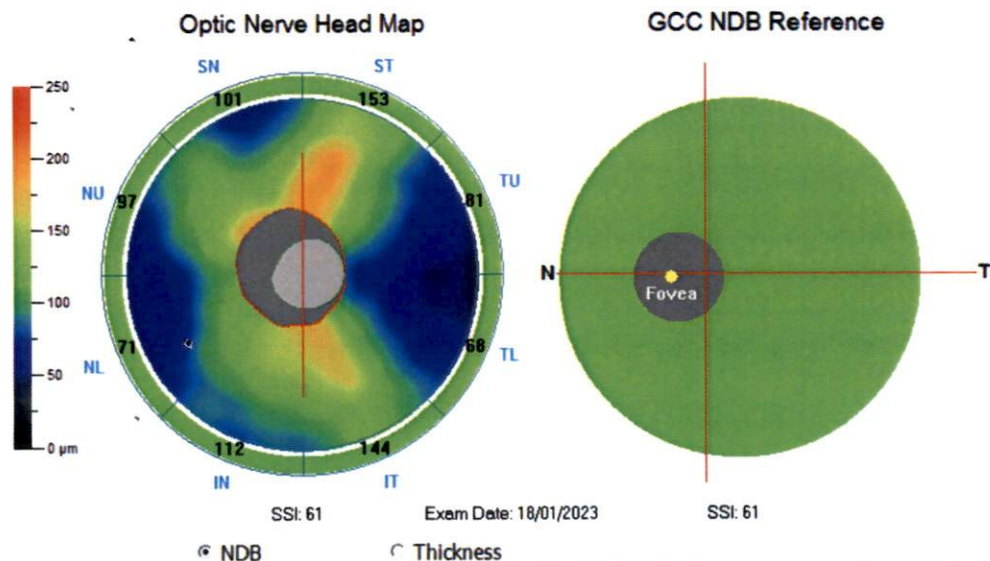 Optic Nerve Head Map
GCC NDB Reference
SN
ST
250
101
153
200
NU
TU
97
81
150
N
T
Fovea
100
71
68
NL
TL
50
112
144
0 µm
IN
IT
SSI: 61
Exam Date: 18/01/2023
SSI: 61
NDB
Thickness